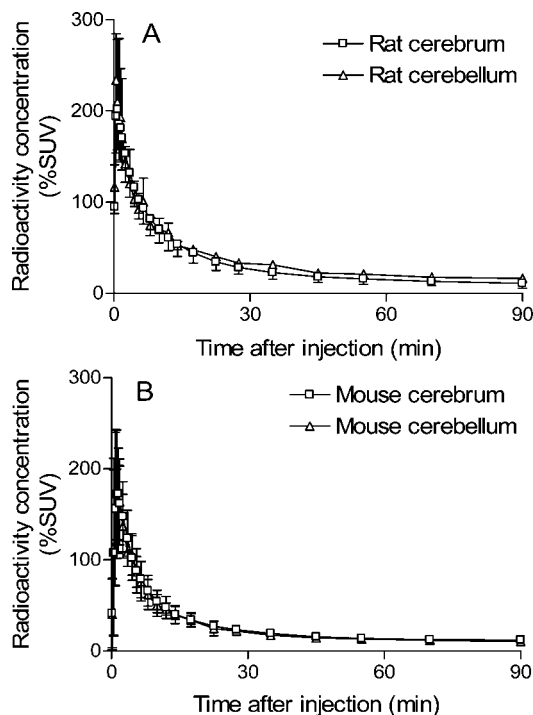 A
Rat cerebrum
Rat cerebellum
Radioactivity concentration
(%SUV)
300
200
100
0
0 30 60 90
Time after injection (min)
B
Mouse cerebrum
Mouse cerebellum
Radioactivity concentration
(%SUV)
300
200
100
0
0 30 60 90
Time after injection (min)